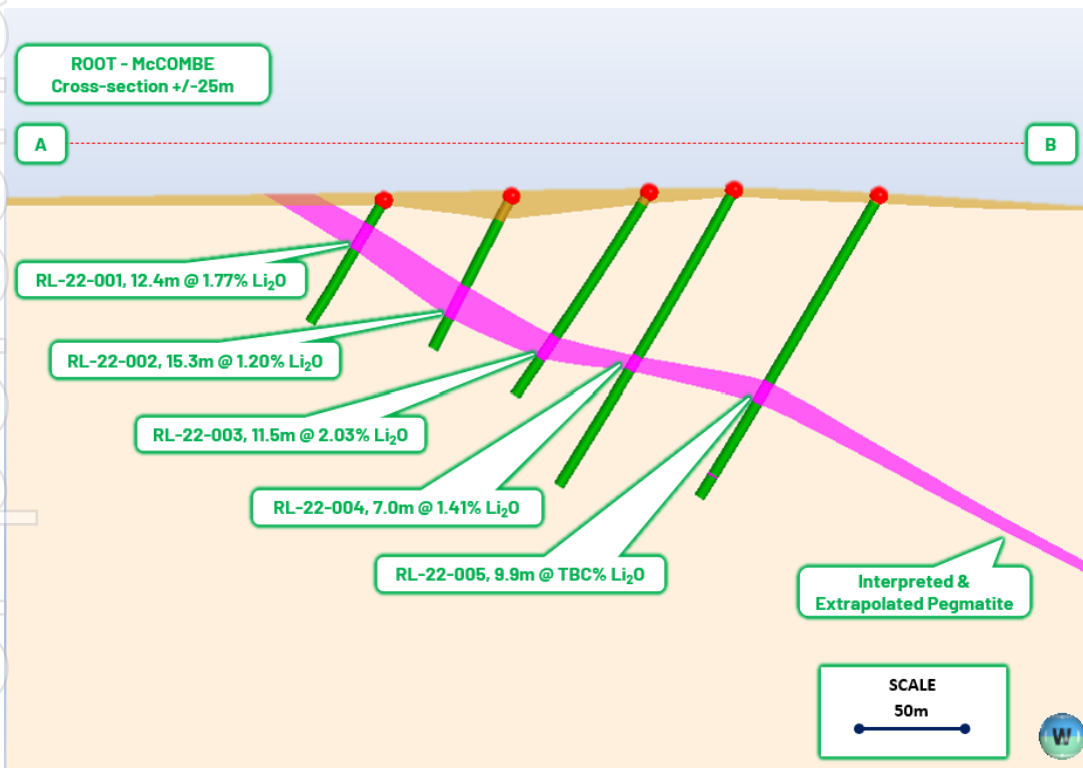 ROOT - McCOMBE
Cross-section +/-25m
A
B
RL-22-001, 12.4m @ 1.77% Li₂O
RL-22-002, 15.3m @ 1.20% Li₂O
RL-22-003, 11.5m @ 2.03% Li₂O
RL-22-004, 7.0m @ 1.41% Li₂O
RL-22-005, 9.9m @ TBC% Li₂O
Interpreted &
Extrapolated Pegmatite
SCALE
50m
W